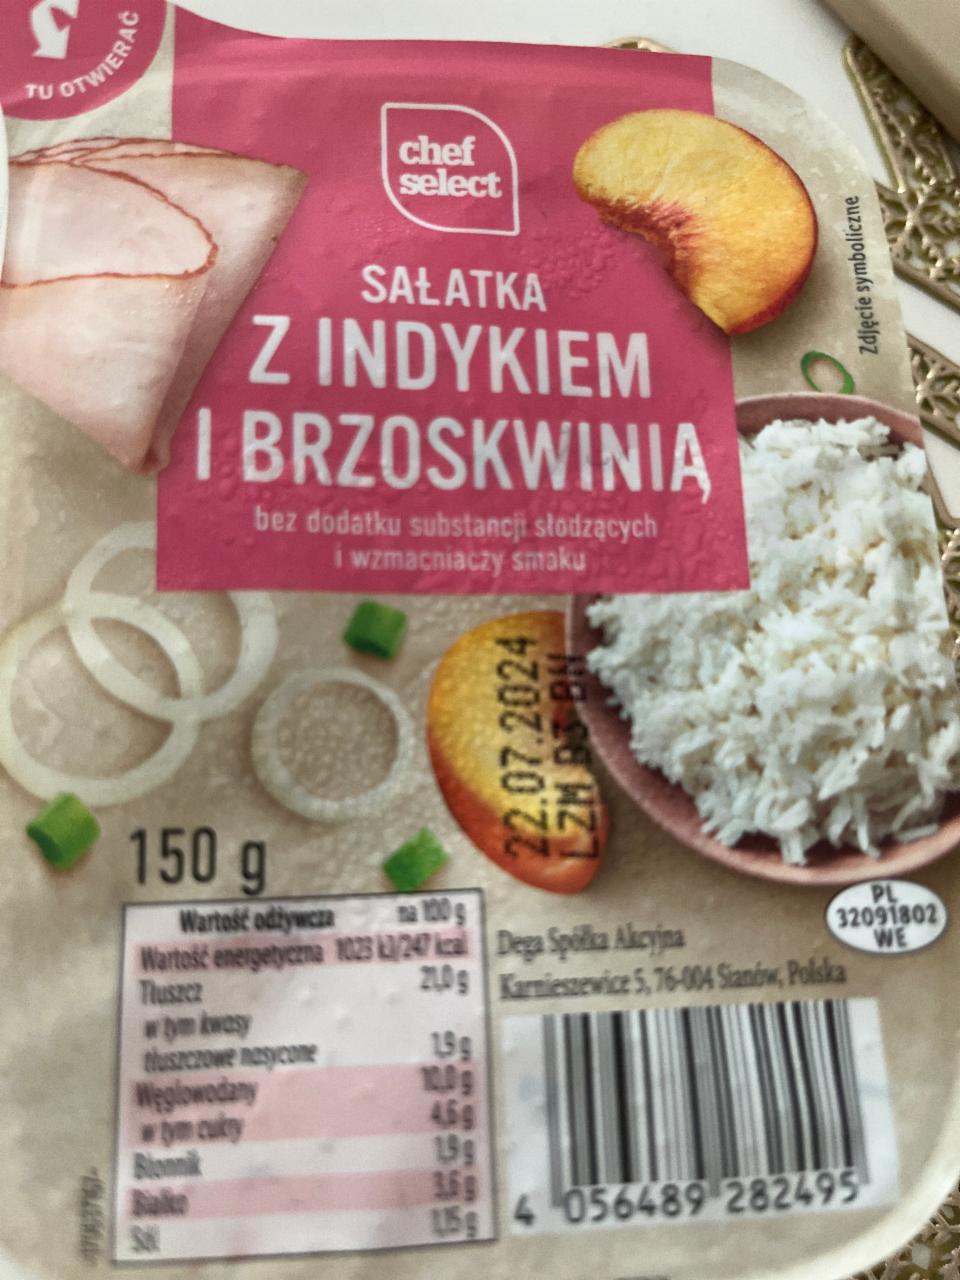 TU OTWIERAĆ
chef
select
SAŁATKA
Z INDYKIEM
I BRZOSKWINIĄ
bez dodatku substancji słodzących
i wzmacniaczy smaku
Zdjęcie symboliczne
22.07.2024
LZM B3 BN
150 g
Wartość odżywcza na 100 g
Wartość energetyczna 1023 kJ/247 kcal
Tłuszcz 21,0 g
w tym kwasy
tłuszczowe nasycone 1,9 g
Węglowodany 10,0 g
w tym cukry 4,6 g
Błonnik 1,9 g
Białko 3,6 g
Sól 1,15 g
PL
32091802
WE
Dega Spółka Akcyjna
Karnieszewice 5, 76-004 Sianów, Polska
4 056489 282495